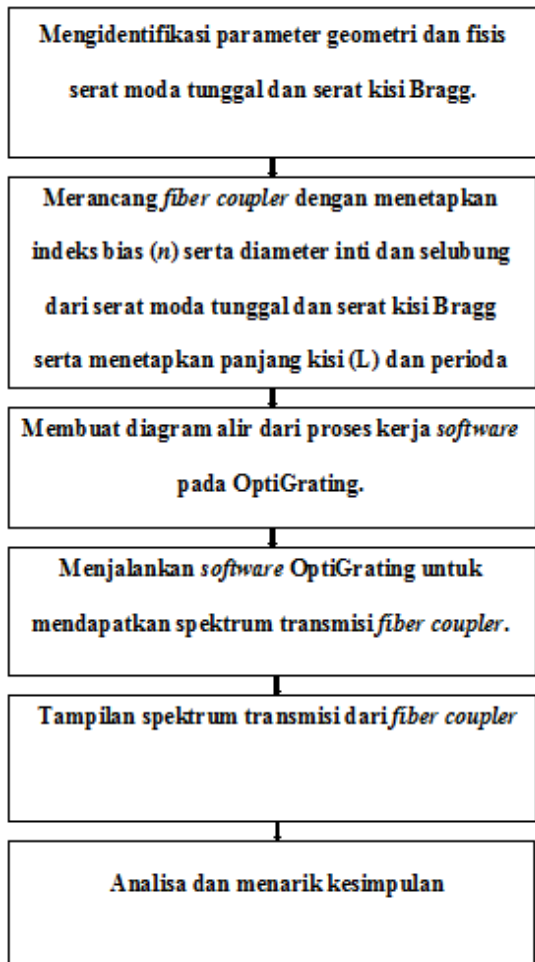 Mengidentifikasi parameter geometri dan fisis
serat moda tunggal dan serat kisi Bragg.
Merancang fiber coupler dengan menetapkan
indeks bias (n) serta diameter inti dan selubung
dari serat moda tunggal dan serat kisi Bragg
serta menetapkan panjang kisi (L) dan perioda
Membuat diagram alir dari proses kerja software
pada OptiGrating.
Menjalankan software OptiGrating untuk
mendapatkan spektrum transmisi fiber coupler.
Tampilan spektrum transmisi dari fiber coupler
Analisa dan menarik kesimpulan